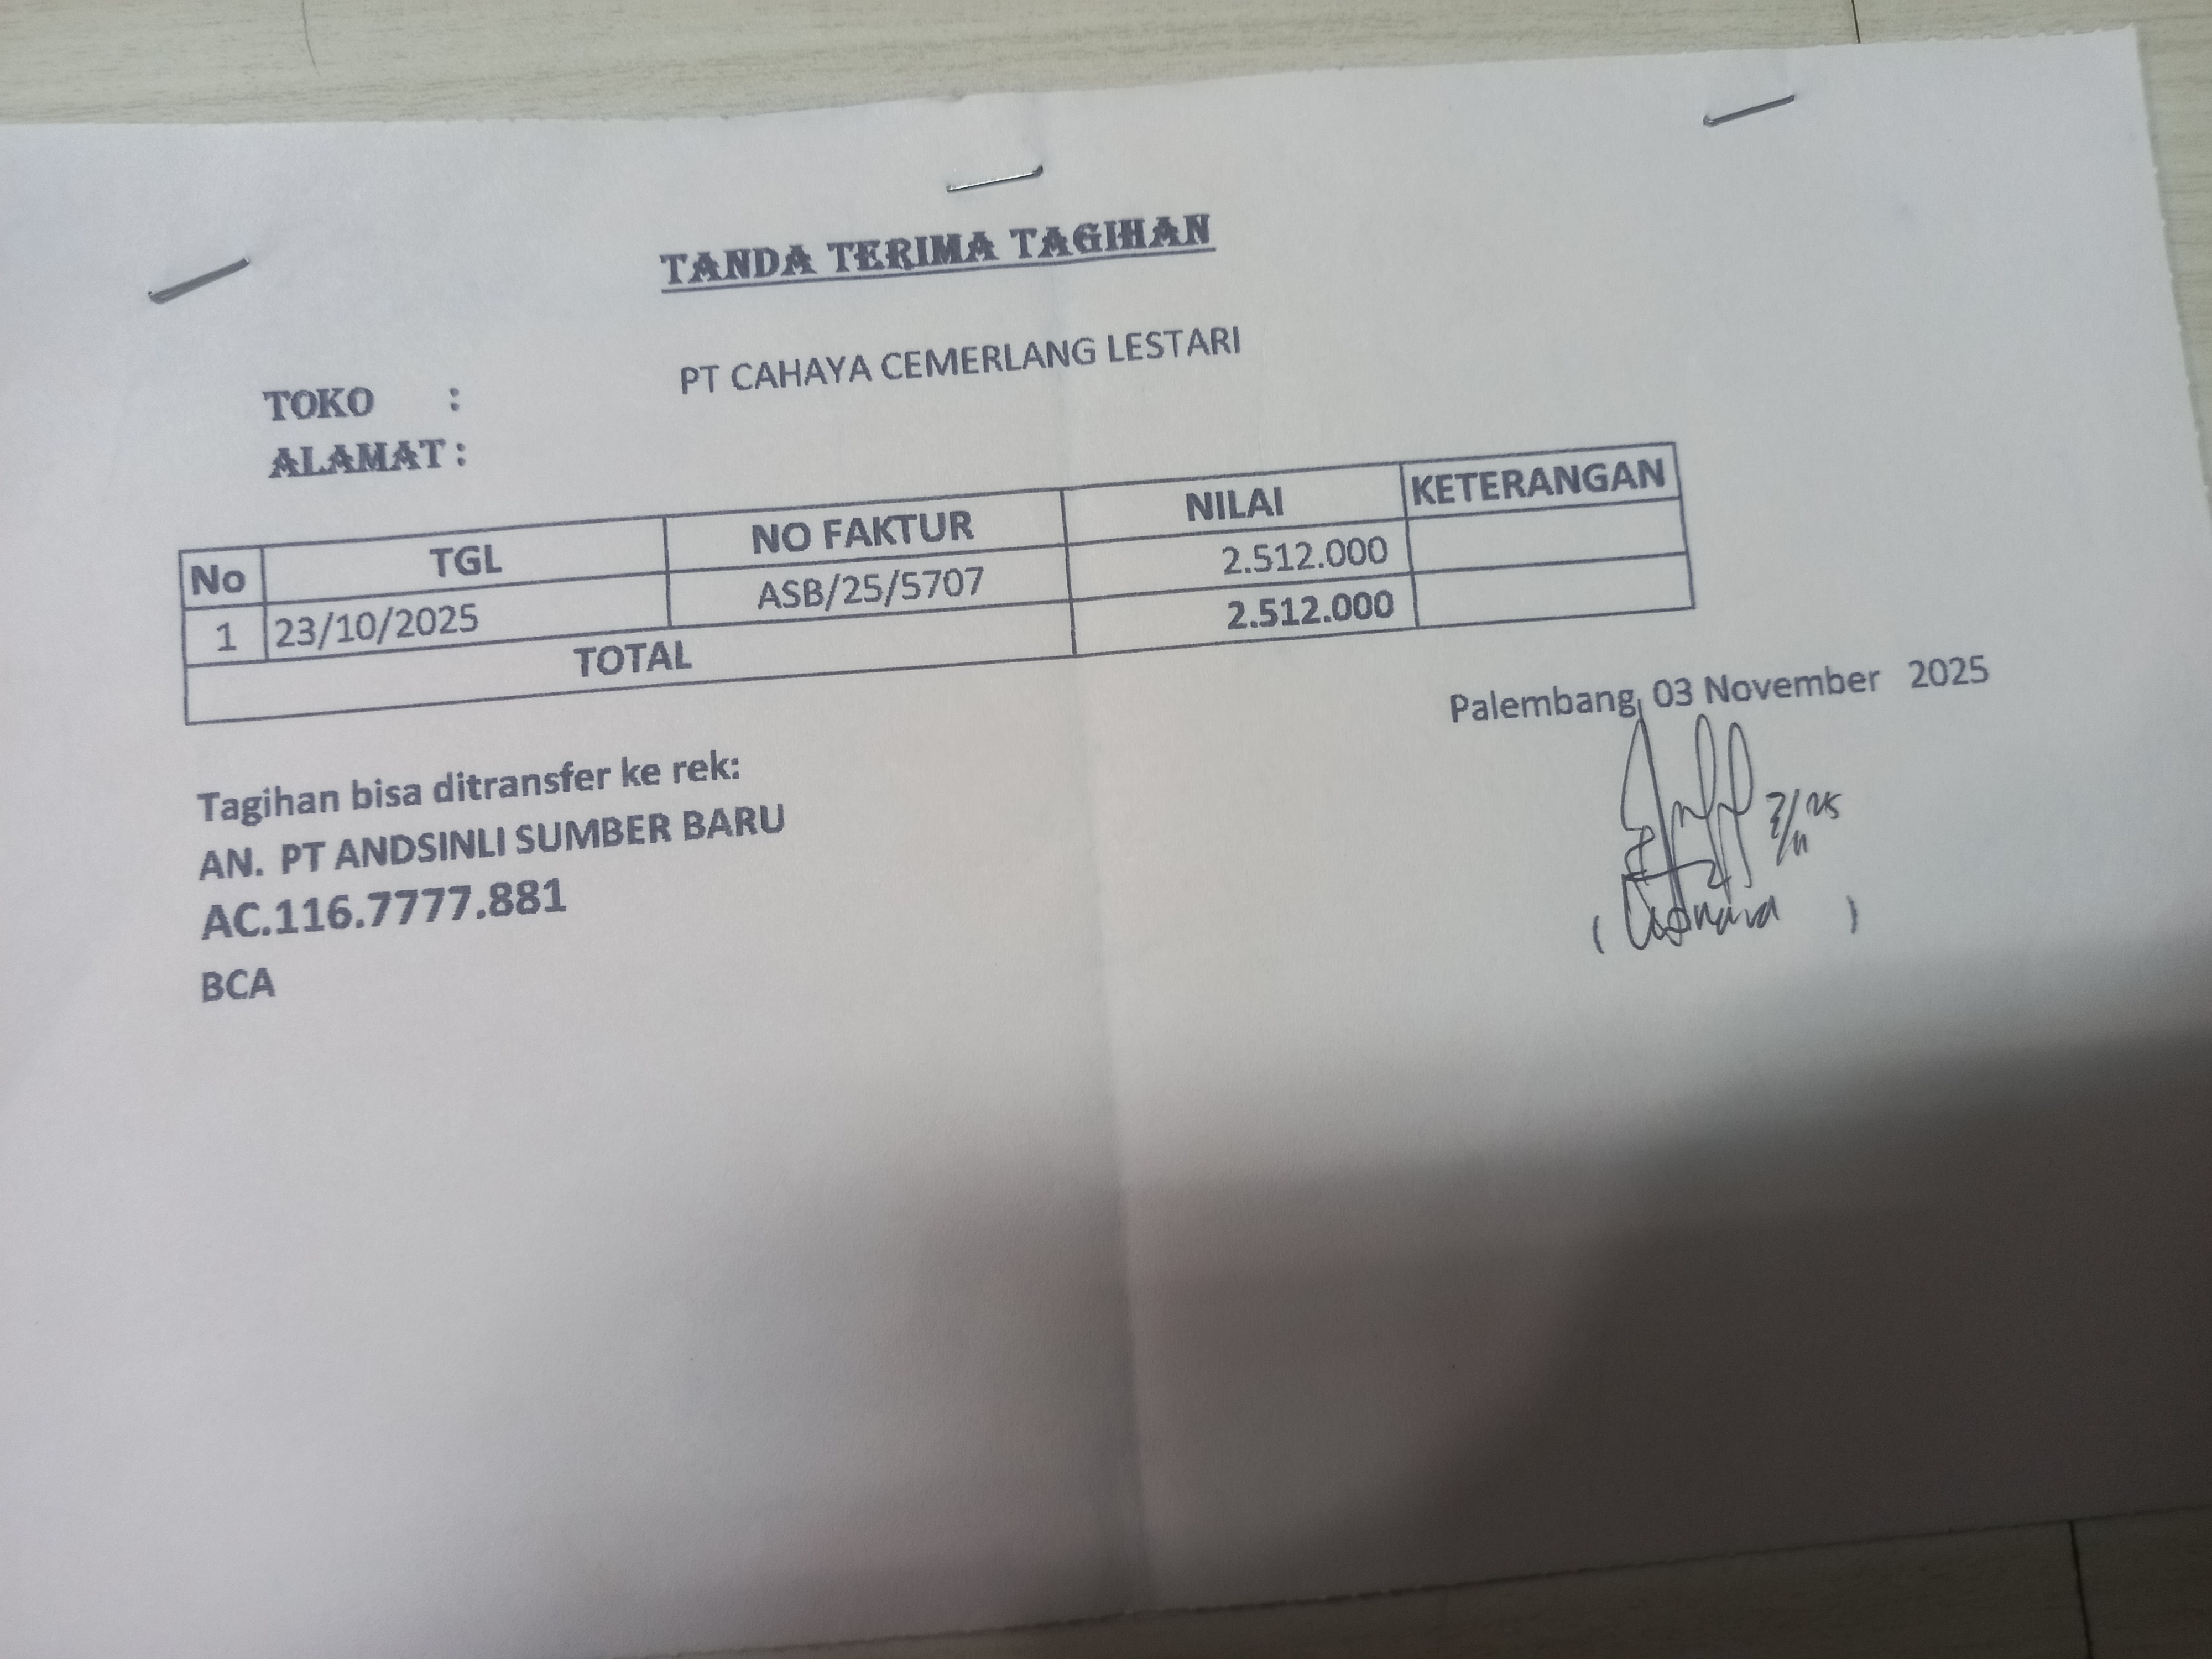 TANDA TERIMA TAGIHAN
TOKO : PT CAHAYA CEMERLANG LESTARI
ALAMAT :
No TGL NO FAKTUR NILAI KETERANGAN
1 23/10/2025 ASB/25/5707 2.512.000
TOTAL 2.512.000
Palembang, 03 November 2025
Tagihan bisa ditransfer ke rek:
AN. PT ANDSINLI SUMBER BARU
AC.116.7777.881
BCA